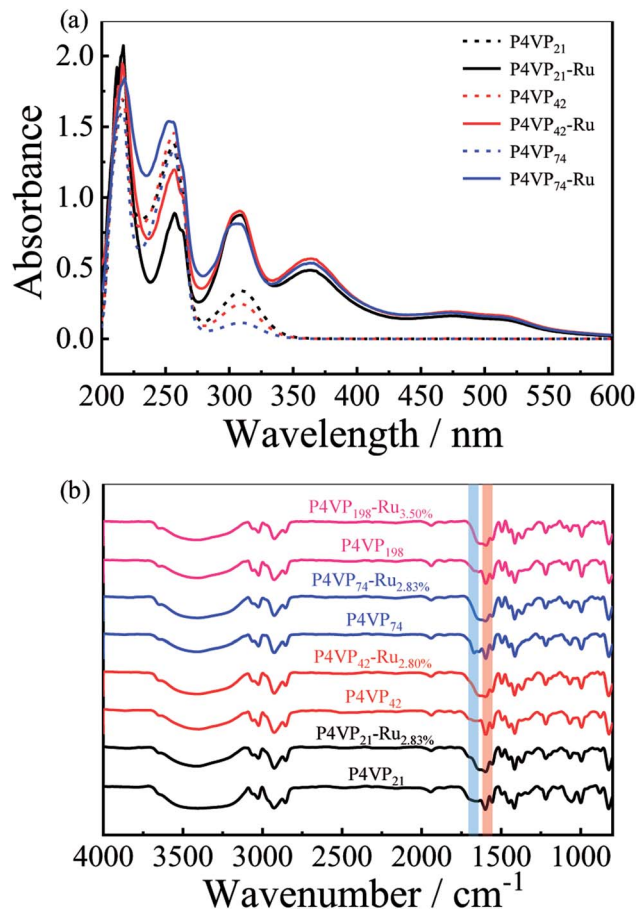 (a)
P4VP₂₁
P4VP₂₁-Ru
P4VP₄₂
P4VP₄₂-Ru
P4VP₇₄
P4VP₇₄-Ru
Absorbance
2.0
1.5
1.0
0.5
0.0
200 250 300 350 400 450 500 550 600
Wavelength / nm
(b)
P4VP₁₉₈-Ru₃.₅₀%
P4VP₁₉₈
P4VP₇₄-Ru₂.₈₃%
P4VP₇₄
P4VP₄₂-Ru₂.₈₀%
P4VP₄₂
P4VP₂₁-Ru₂.₈₃%
P4VP₂₁
4000 3500 3000 2500 2000 1500 1000
Wavenumber / cm⁻¹